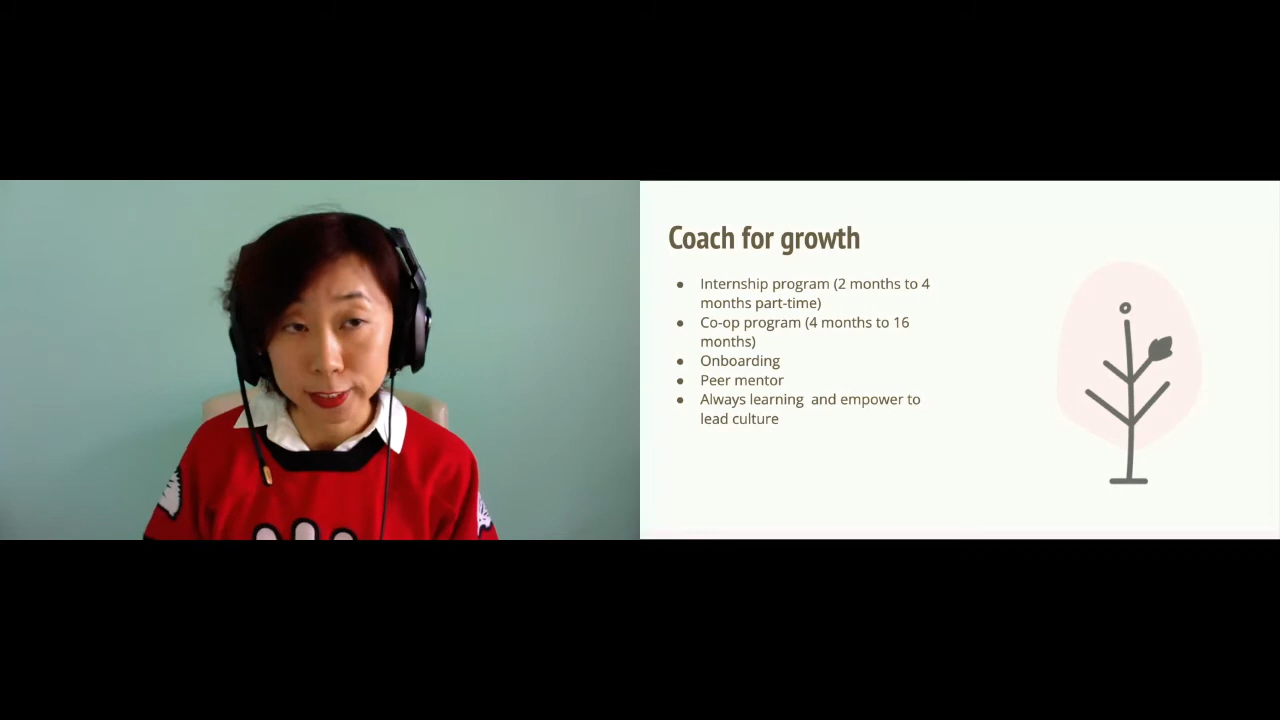 Coach for growth
● Internship program (2 months to 4
months part-time)
● Co-op program (4 months to 16
months)
● Onboarding
● Peer mentor
● Always learning  and empower to
lead culture